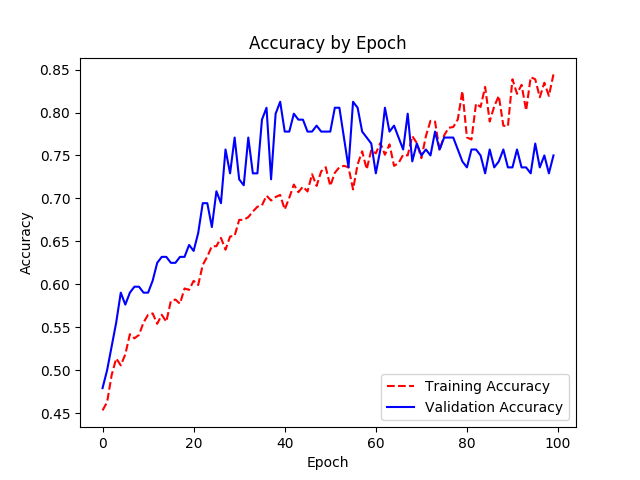 Accuracy by Epoch
0.85
0.80
0.75
0.70
0.65
0.60
0.55
0.50
0.45
Accuracy
Training Accuracy
Validation Accuracy
0 20 40 60 80 100
Epoch